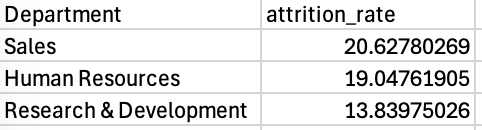 Department attrition_rate
Sales 20.62780269
Human Resources 19.04761905
Research & Development 13.83975026